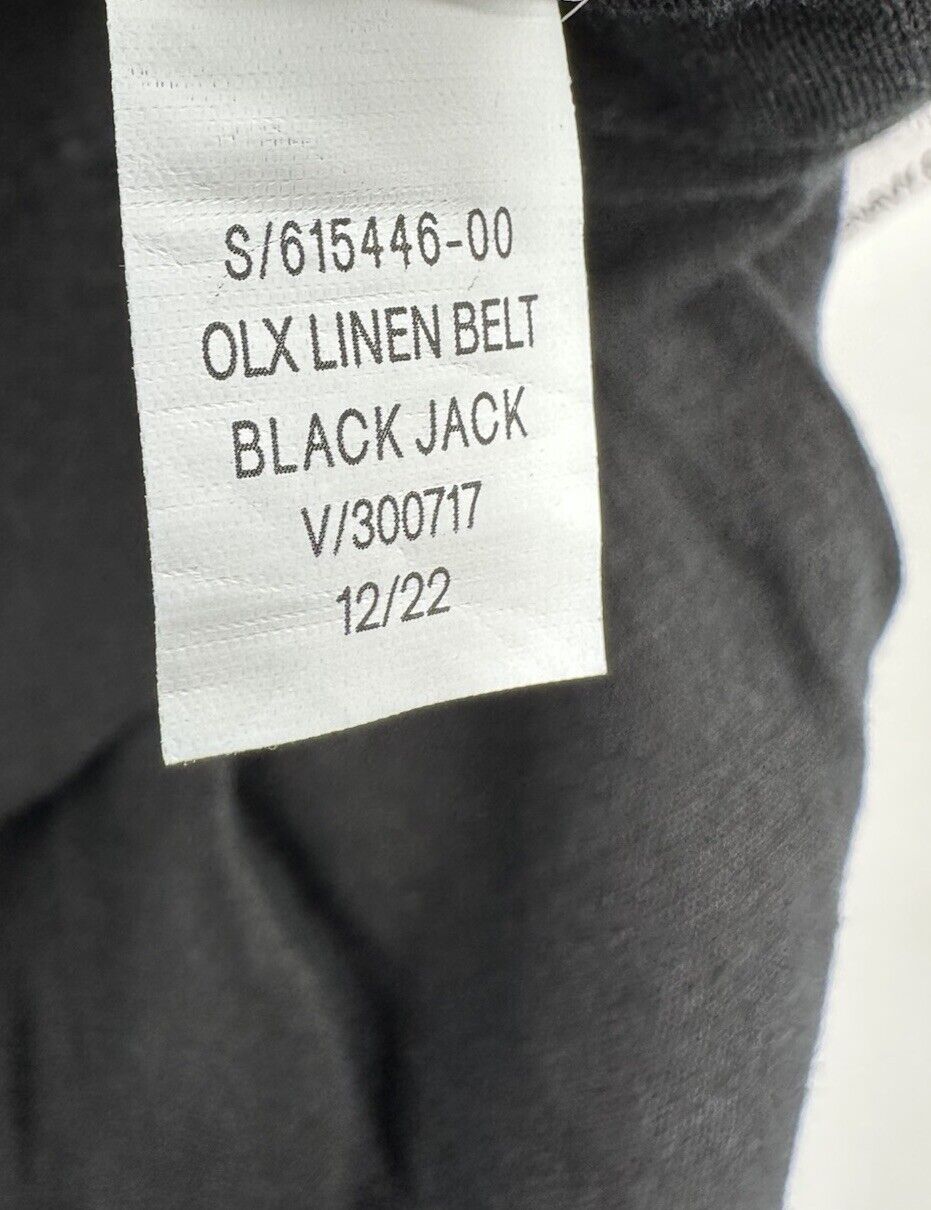 S/615446-00
OLX LINEN BELT
BLACK JACK
V/300717
12/22